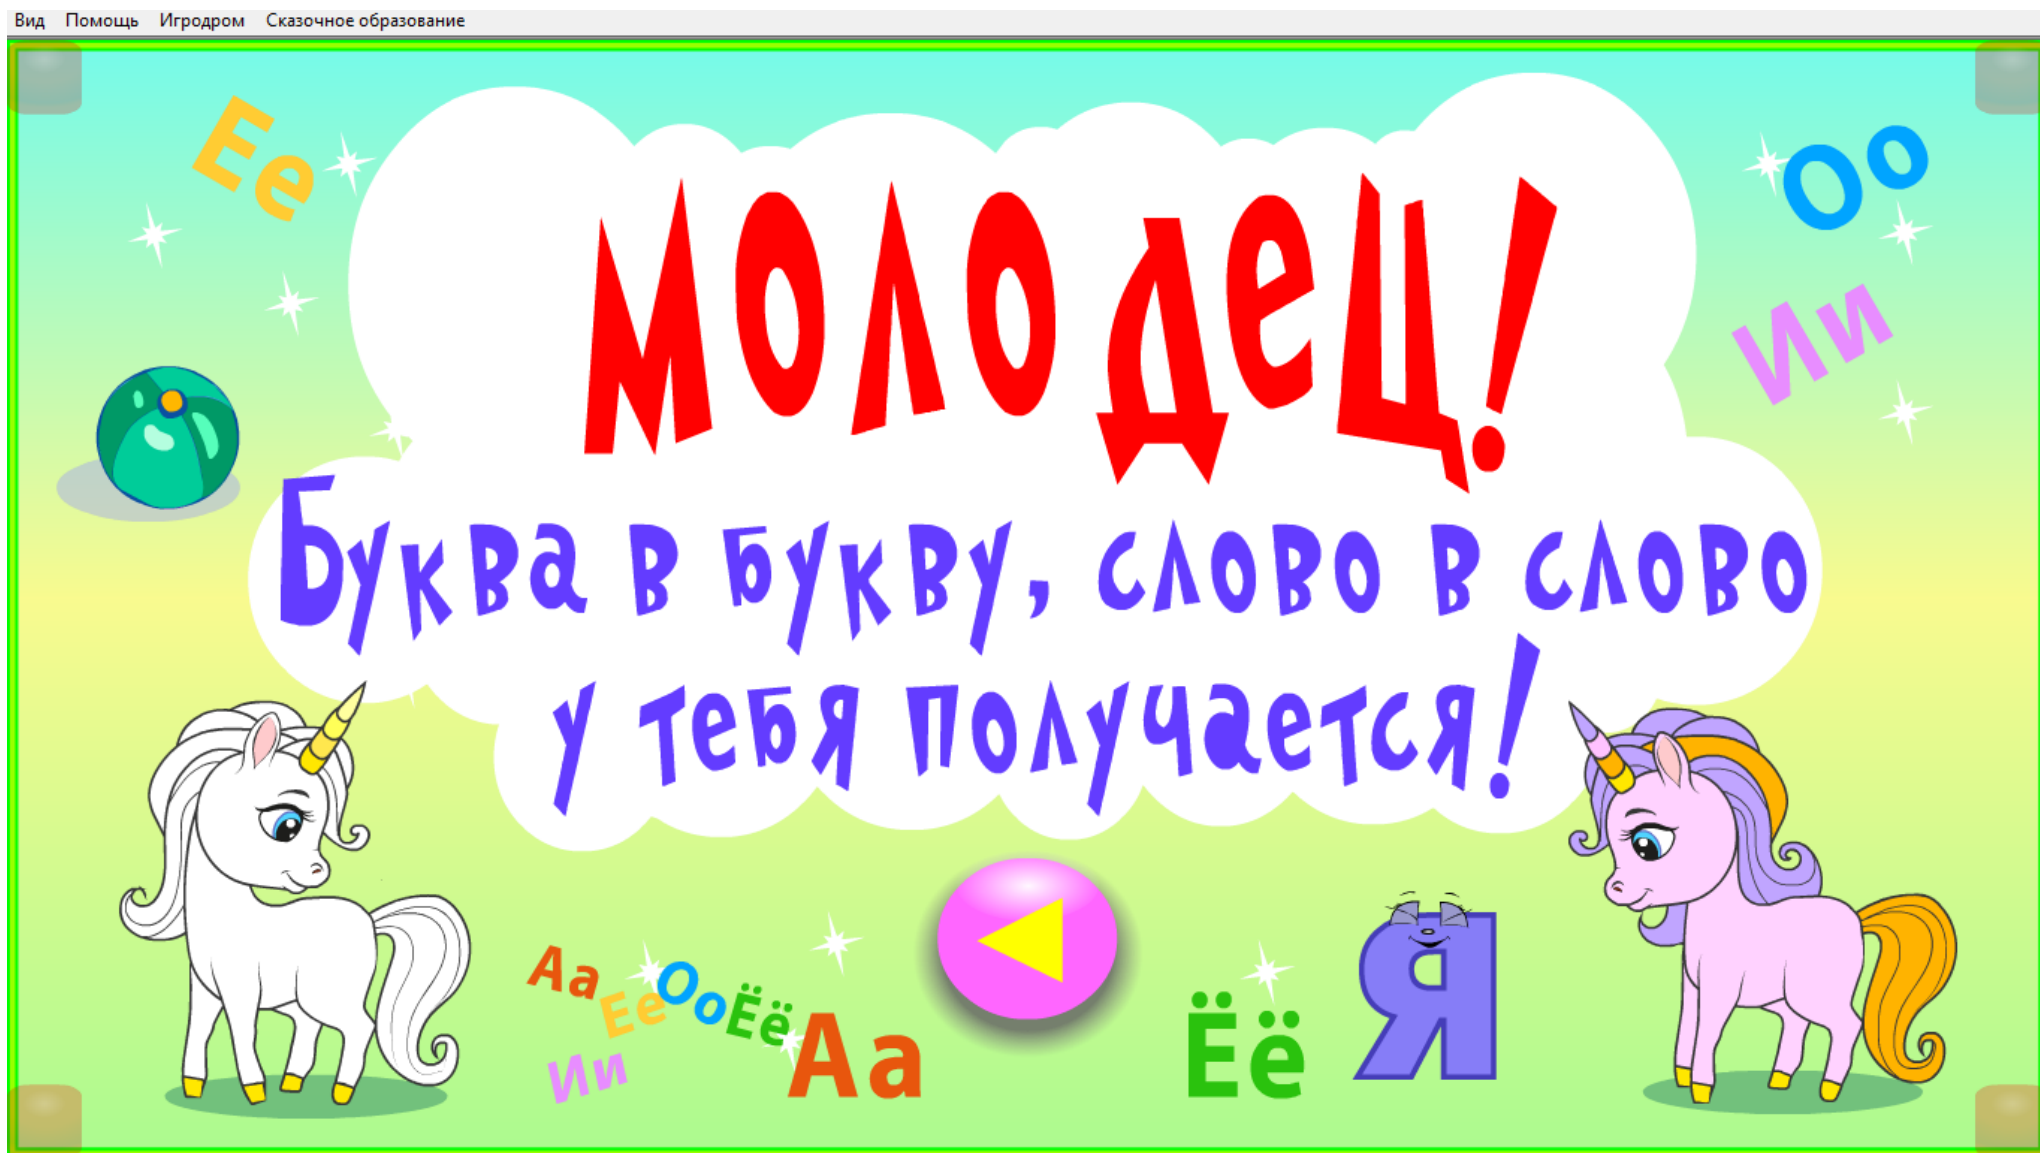 Вид Помощь Игродром Сказочное образование
Ее
Оо
Ии
молодец!
Буква в букву, слово в слово
у тебя получается!
Аа Ее Оо Ёё
Ии
Аа
Ёё
Я